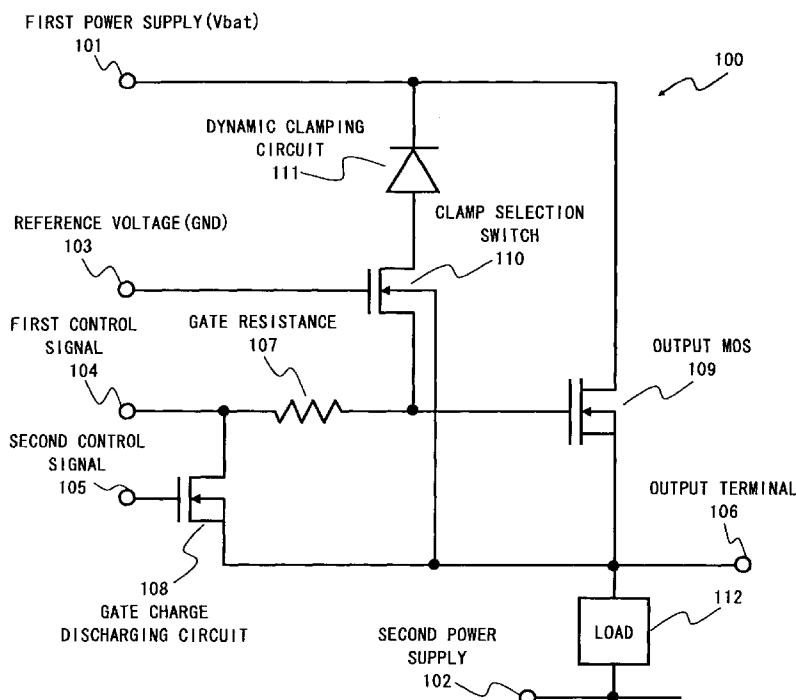 FIRST POWER SUPPLY(Vbat)
101
100
DYNAMIC CLAMPING
CIRCUIT
111
REFERENCE VOLTAGE(GND)
103
CLAMP SELECTION
SWITCH
110
FIRST CONTROL
SIGNAL
104
GATE RESISTANCE
107
OUTPUT MOS
109
SECOND CONTROL
SIGNAL
105
OUTPUT TERMINAL
106
108
GATE CHARGE
DISCHARGING CIRCUIT
LOAD
112
SECOND POWER
SUPPLY
102